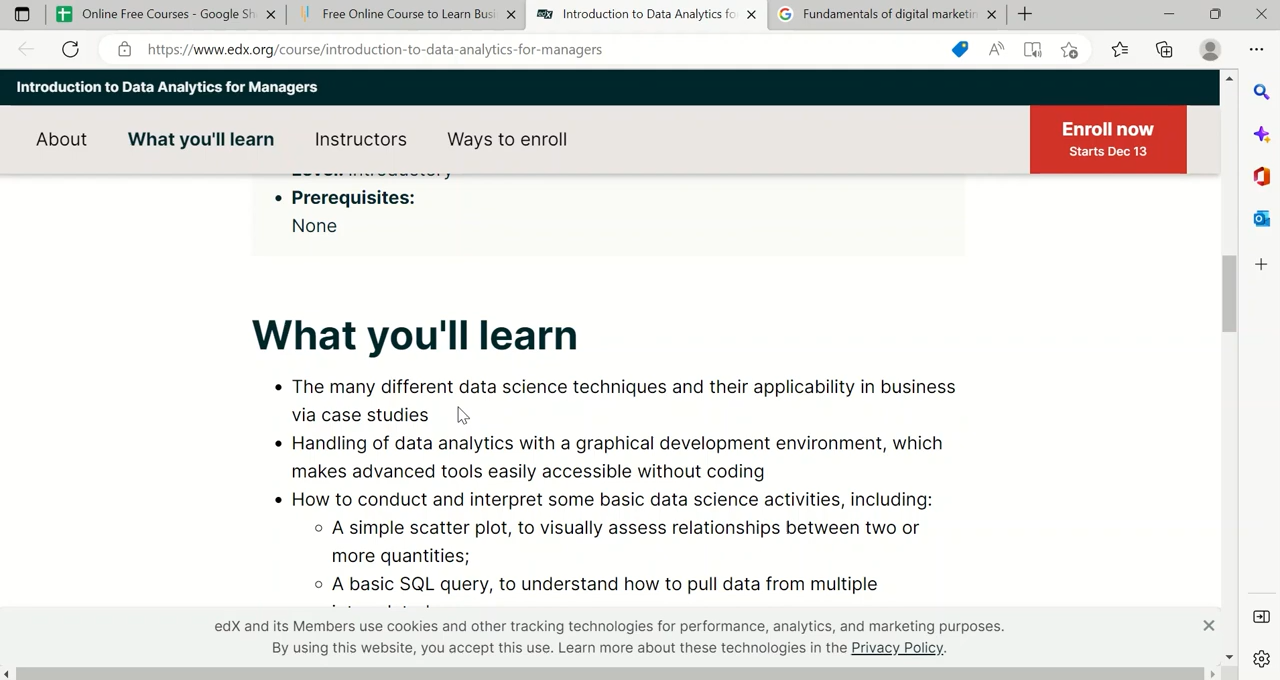 Online Free Courses - Google Sh
Free Online Course to Learn Busi
Introduction to Data Analytics fo
Fundamentals of digital marketin
https://www.edx.org/course/introduction-to-data-analytics-for-managers
Introduction to Data Analytics for Managers
About
What you'll learn
Instructors
Ways to enroll
Enroll now
Starts Dec 13
Level: Introductory
• Prerequisites:
None
What you'll learn
• The many different data science techniques and their applicability in business
via case studies
• Handling of data analytics with a graphical development environment, which
makes advanced tools easily accessible without coding
• How to conduct and interpret some basic data science activities, including:
○ A simple scatter plot, to visually assess relationships between two or
more quantities;
○ A basic SQL query, to understand how to pull data from multiple
edX and its Members use cookies and other tracking technologies for performance, analytics, and marketing purposes.
By using this website, you accept this use. Learn more about these technologies in the Privacy Policy.